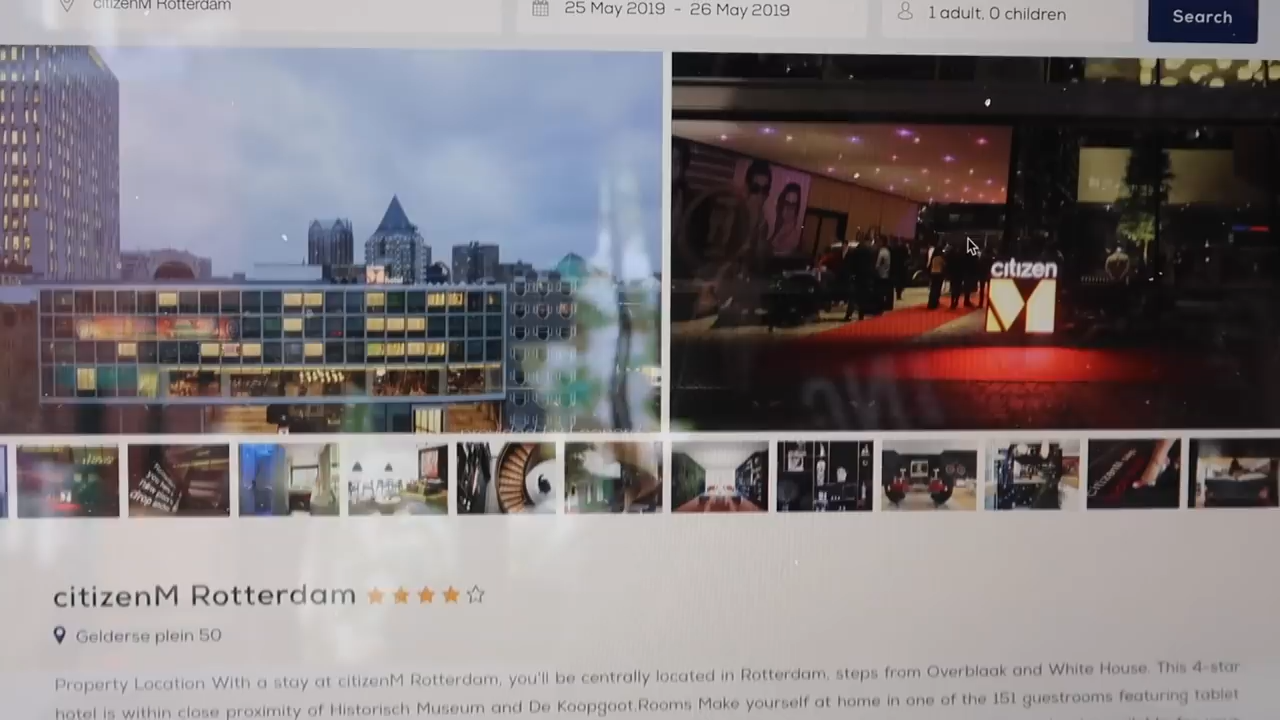 citizenM Rotterdam
25 May 2019 - 26 May 2019
1 adult, 0 children
Search
citizen
M
citizenM Rotterdam
Gelderse plein 50
Property Location With a stay at citizenM Rotterdam, you'll be centrally located in Rotterdam, steps from Overblaak and White House. This 4-star
hotel is within close proximity of Historisch Museum and De Koopgoot.Rooms Make yourself at home in one of the 151 guestrooms featuring tablet